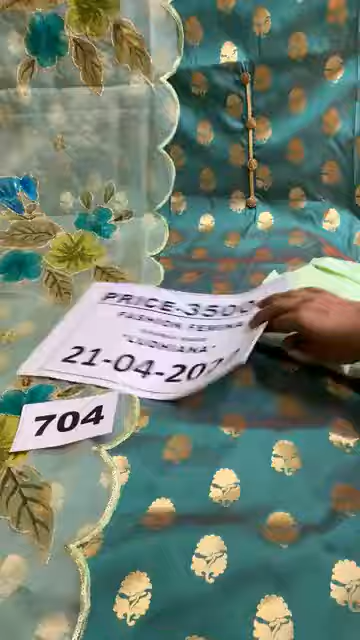 PRICE-350
FASHION FEMINA
"LUDHIANA"
21-04-202
704